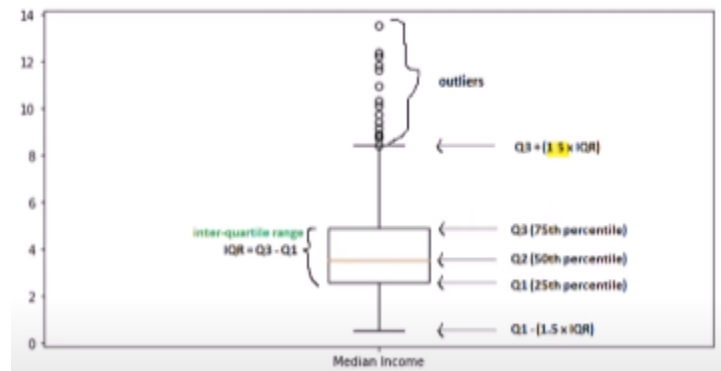 14
12
10
8
6
4
2
0
outliers
Q3 + (1 5 x IQR)
inter-quartile range
IQR = Q3 - Q1
Q3 (75th percentile)
Q2 (50th percentile)
Q1 (25th percentile)
Q1 - (1.5 x IQR)
Median Income